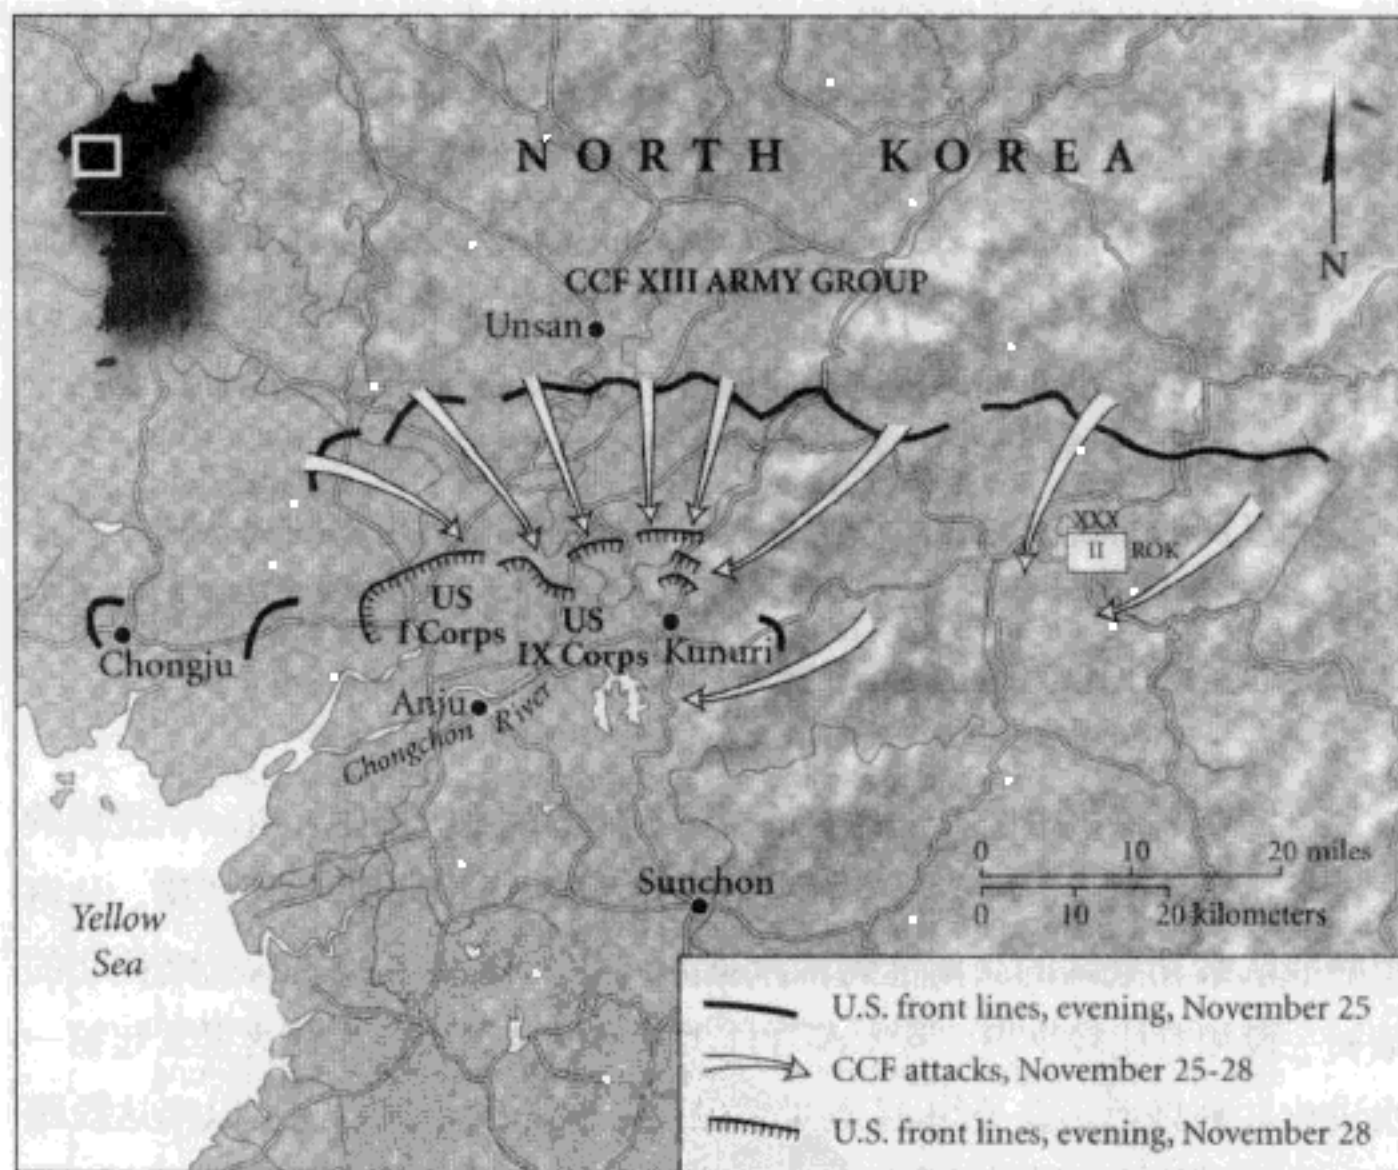 NORTH KOREA
N
CCF XIII ARMY GROUP
Unsan
XXX
II ROK
US
I Corps
US
IX Corps
Kunuri
Chongju
Anju
Chongchon River
0 10 20 miles
0 10 20 kilometers
Sunchon
Yellow
Sea
U.S. front lines, evening, November 25
CCF attacks, November 25-28
U.S. front lines, evening, November 28